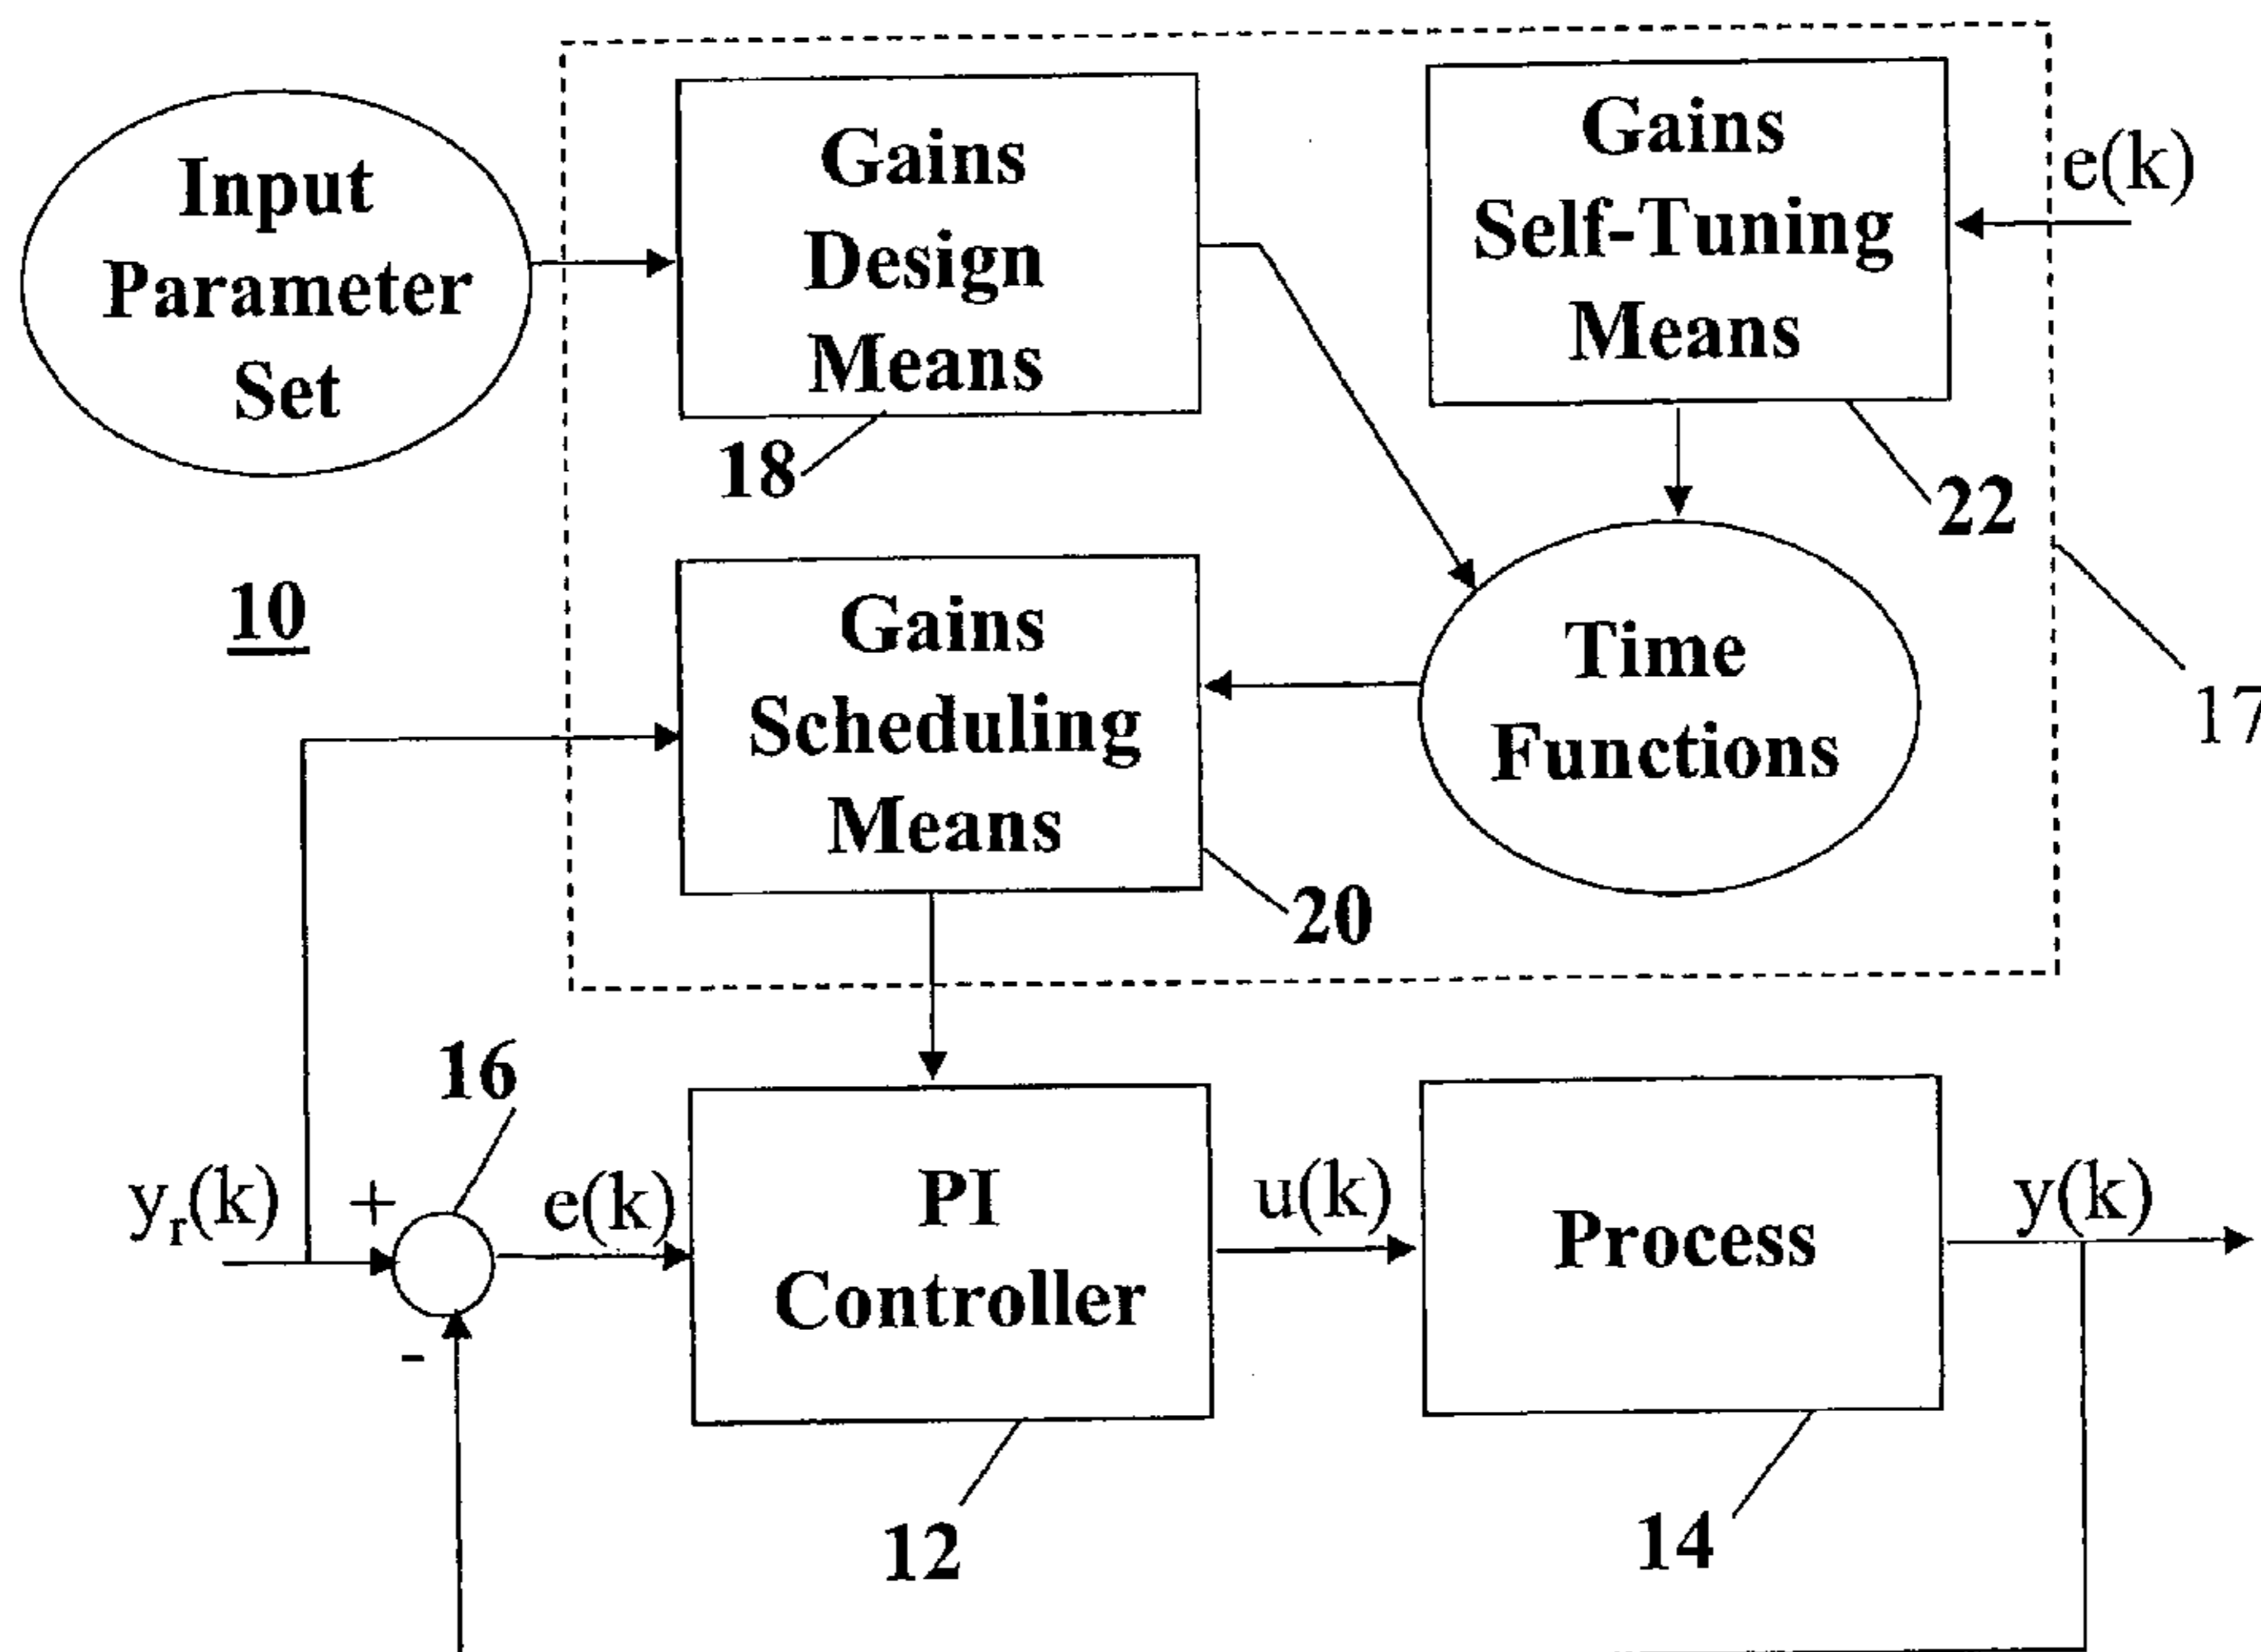 Input
Parameter
Set
Gains
Design
Means
18
Gains
Self-Tuning
Means
e(k)
22
10
Gains
Scheduling
Means
20
Time
Functions
17
16
yr(k)
+
-
e(k)
PI
Controller
12
u(k)
Process
14
y(k)